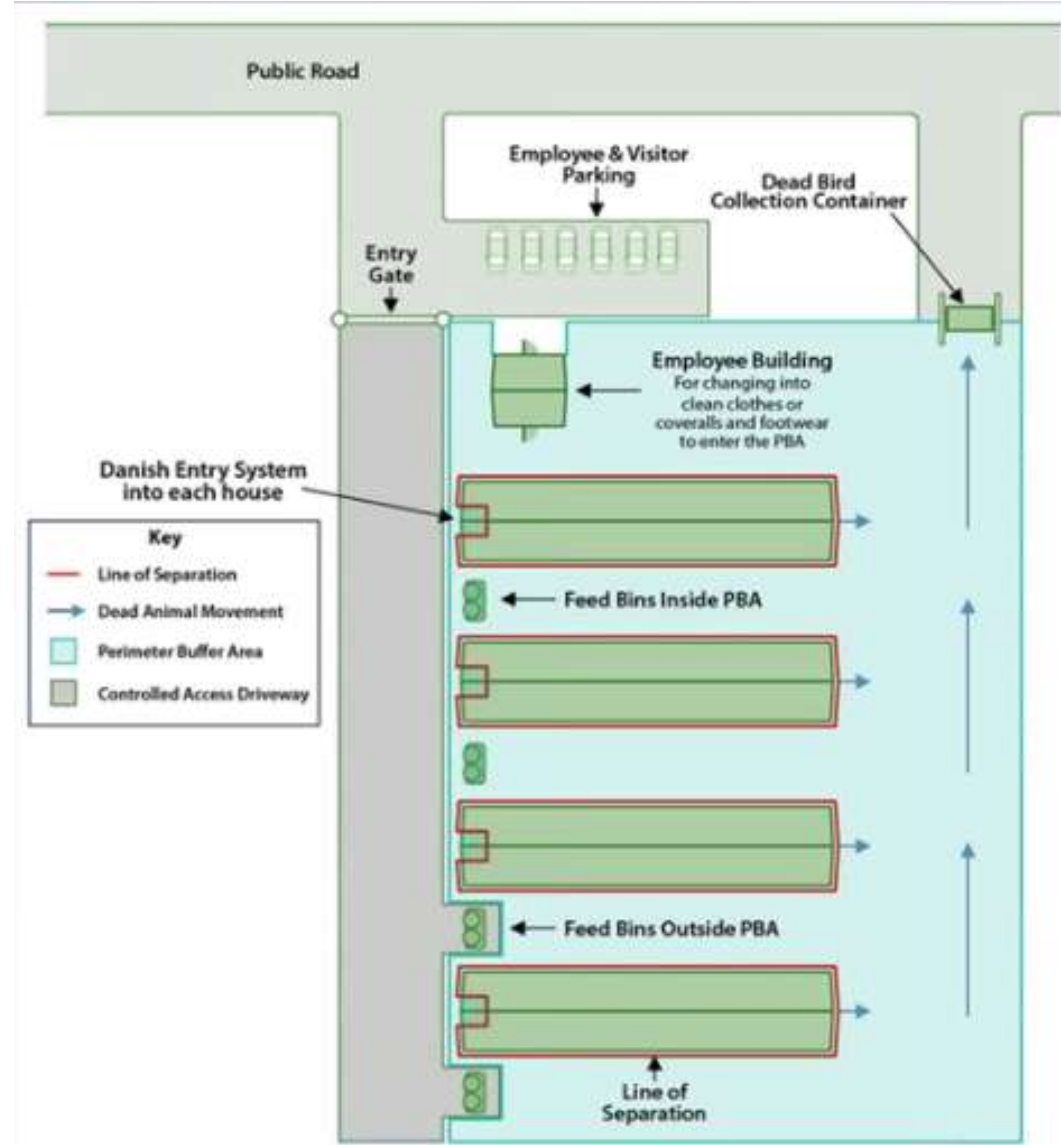 Public Road
Employee & Visitor
Parking
Dead Bird
Collection Container
Entry
Gate
Employee Building
For changing into
clean clothes or
coveralls and footwear
to enter the PBA
Danish Entry System
into each house
Key
Line of Separation
Dead Animal Movement
Perimeter Buffer Area
Controlled Access Driveway
Feed Bins Inside PBA
Feed Bins Outside PBA
Line of
Separation